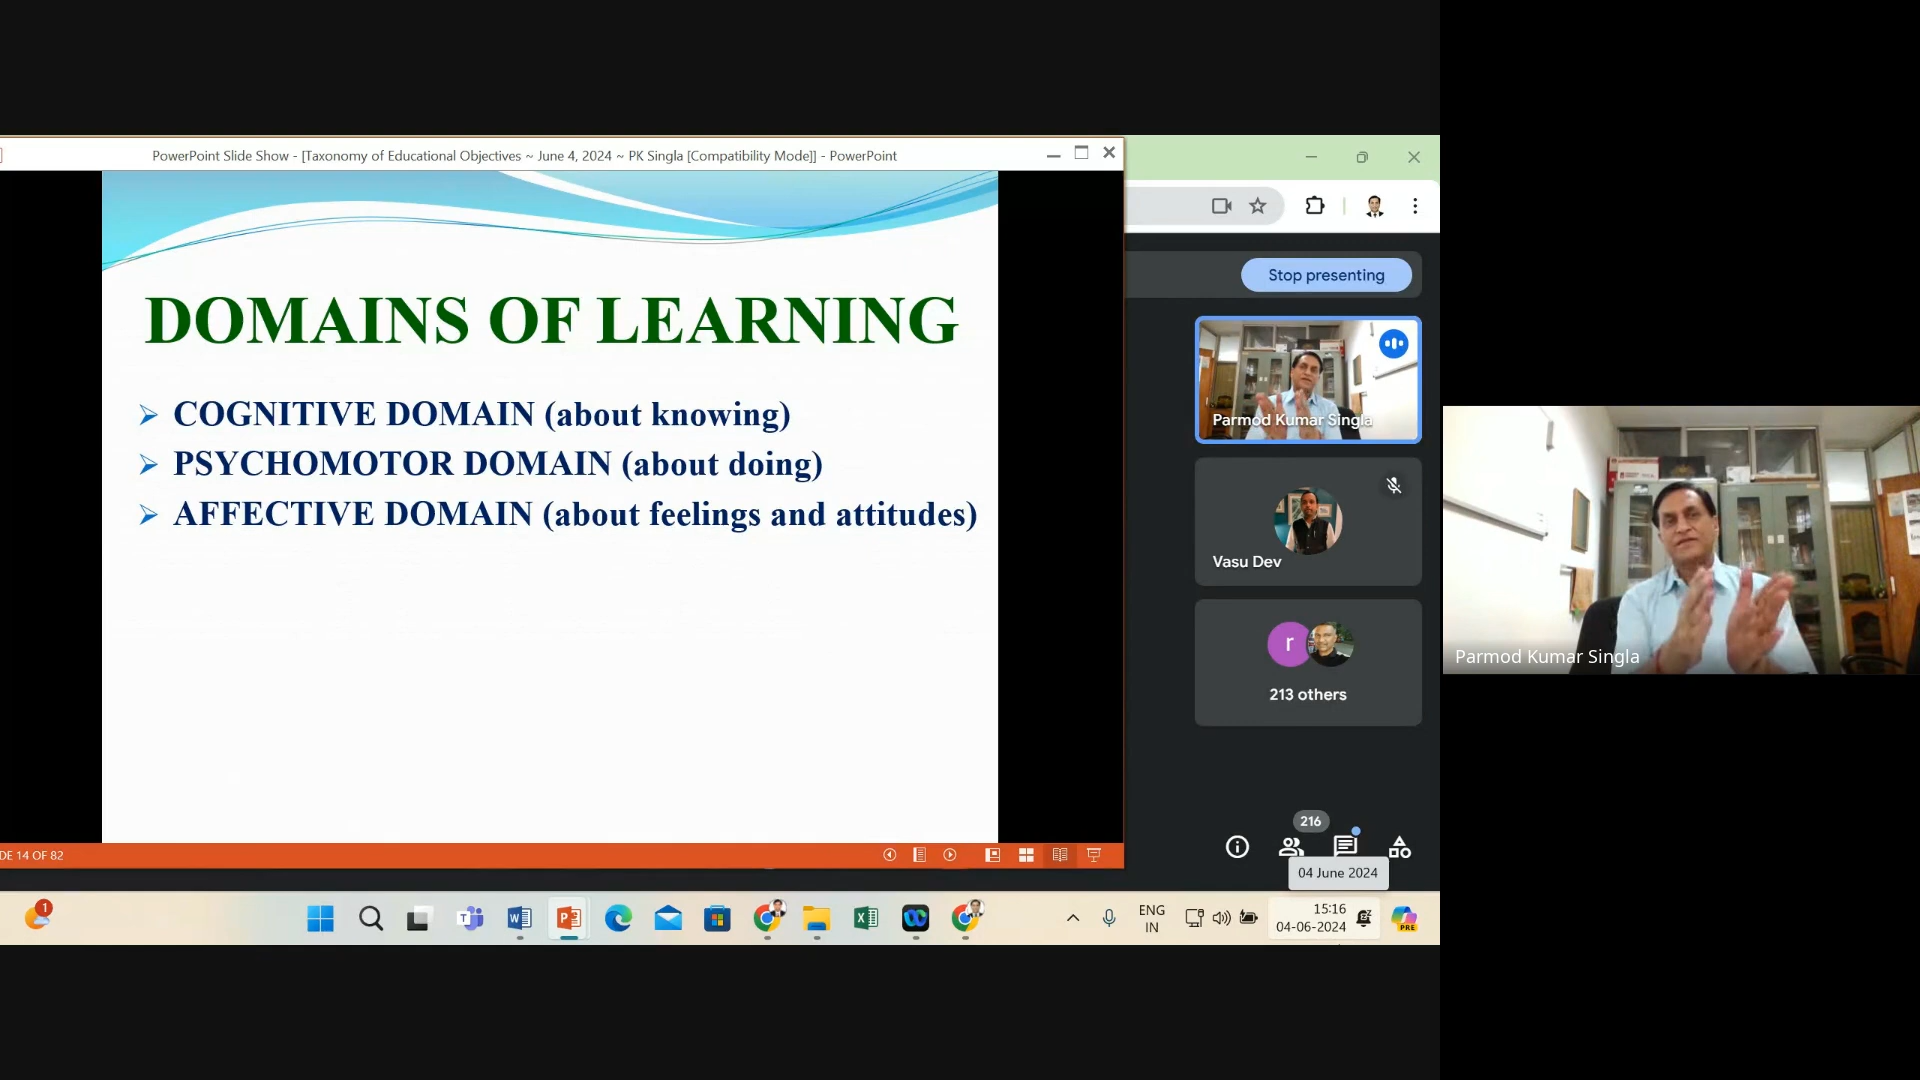 PowerPoint Slide Show - [Taxonomy of Educational Objectives ~ June 4, 2024 ~ PK Singla [Compatibility Mode]] - PowerPoint
DOMAINS OF LEARNING
COGNITIVE DOMAIN (about knowing)
PSYCHOMOTOR DOMAIN (about doing)
AFFECTIVE DOMAIN (about feelings and attitudes)
DE 14 OF 82
Stop presenting
Parmod Kumar Singla
Vasu Dev
r
213 others
216
04 June 2024
Parmod Kumar Singla
1
ENG
IN
15:16
04-06-2024
PRE